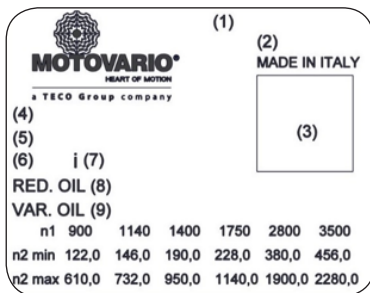 (1)
(2)
MOTOVARIO®
HEART OF MOTION
MADE IN ITALY
a TECO Group company
(3)
(4)
(5)
(6) i (7)
RED. OIL (8)
VAR. OIL (9)
n1 900 1140 1400 1750 2800 3500
n2 min 122,0 146,0 190,0 228,0 380,0 456,0
n2 max 610,0 732,0 950,0 1140,0 1900,0 2280,0